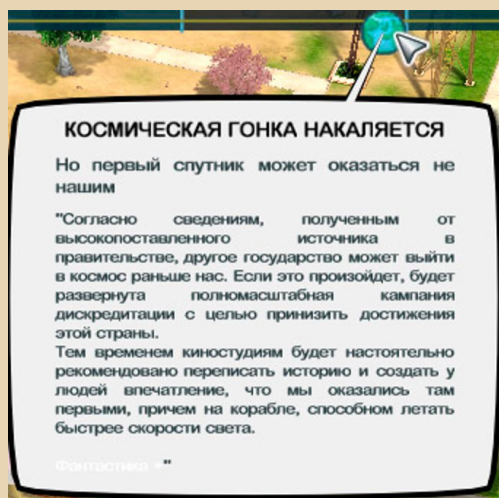 КОСМИЧЕСКАЯ ГОНКА НАКАЛЯЕТСЯ
Но первый спутник может оказаться не
нашим
"Согласно сведениям, полученным от
высокопоставленного источника в
правительстве, другое государство может выйти
в космос раньше нас. Если это произойдет, будет
развернута полномасштабная кампания
дискредитации с целью принизить достижения
этой страны.
Тем временем киностудиям будет настоятельно
рекомендовано переписать историю и создать у
людей впечатление, что мы оказались там
первыми, причем на корабле, способном летать
быстрее скорости света.
Фантастика +"